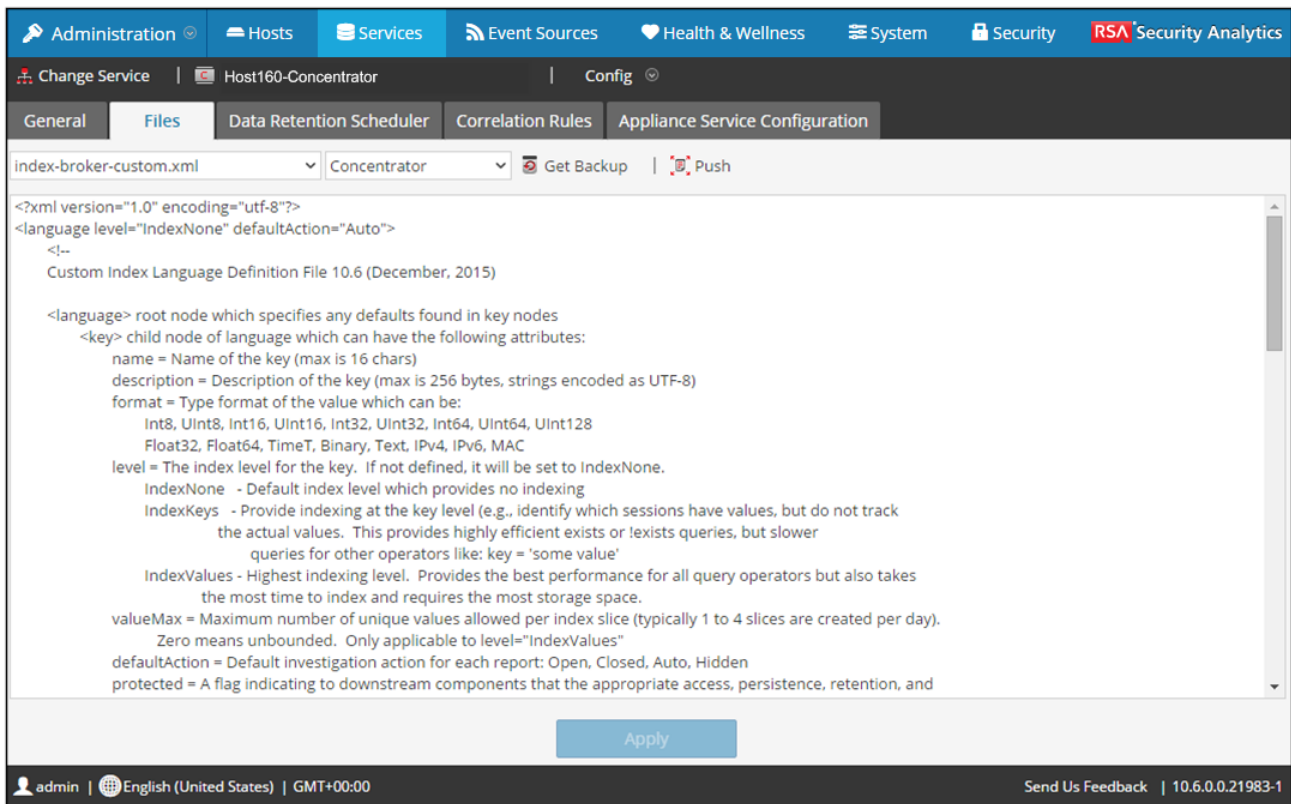 Administration Hosts Services Event Sources Health & Wellness System Security RSA Security Analytics
Change Service | Host160-Concentrator | Config
General Files Data Retention Scheduler Correlation Rules Appliance Service Configuration
index-broker-custom.xml Concentrator Get Backup | Push
<?xml version="1.0" encoding="utf-8"?>
<language level="IndexNone" defaultAction="Auto">
<!--
Custom Index Language Definition File 10.6 (December, 2015)
<language> root node which specifies any defaults found in key nodes
<key> child node of language which can have the following attributes:
name = Name of the key (max is 16 chars)
description = Description of the key (max is 256 bytes, strings encoded as UTF-8)
format = Type format of the value which can be:
Int8, UInt8, Int16, UInt16, Int32, UInt32, Int64, UInt64, UInt128
Float32, Float64, TimeT, Binary, Text, IPv4, IPv6, MAC
level = The index level for the key.  If not defined, it will be set to IndexNone.
IndexNone   - Default index level which provides no indexing
IndexKeys   - Provide indexing at the key level (e.g., identify which sessions have values, but do not track
the actual values.  This provides highly efficient exists or !exists queries, but slower
queries for other operators like: key = 'some value'
IndexValues - Highest indexing level.  Provides the best performance for all query operators but also takes
the most time to index and requires the most storage space.
valueMax = Maximum number of unique values allowed per index slice (typically 1 to 4 slices are created per day).
Zero means unbounded.  Only applicable to level="IndexValues"
defaultAction = Default investigation action for each report: Open, Closed, Auto, Hidden
protected = A flag indicating to downstream components that the appropriate access, persistence, retention, and
Apply
admin | English (United States) | GMT+00:00 Send Us Feedback | 10.6.0.0.21983-1